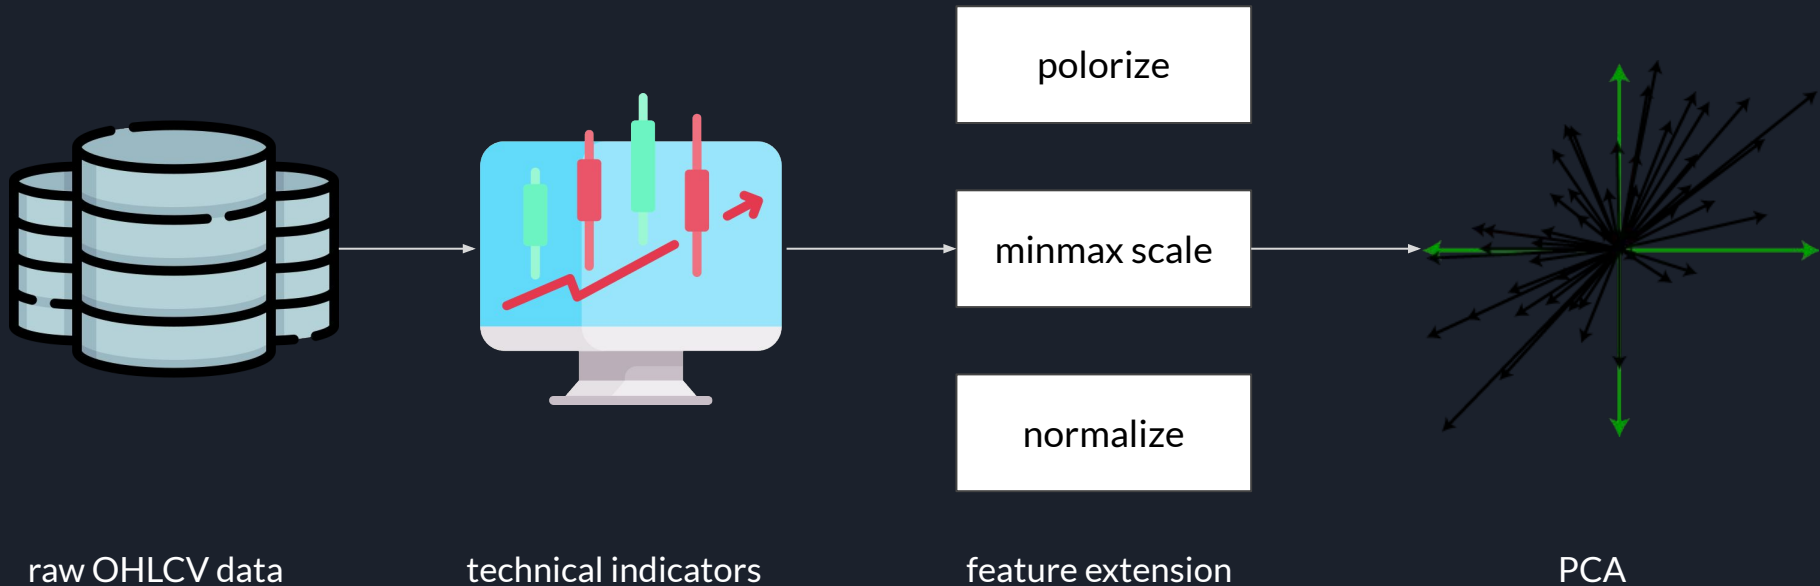 polorize
minmax scale
normalize
raw OHLCV data
technical indicators
feature extension
PCA